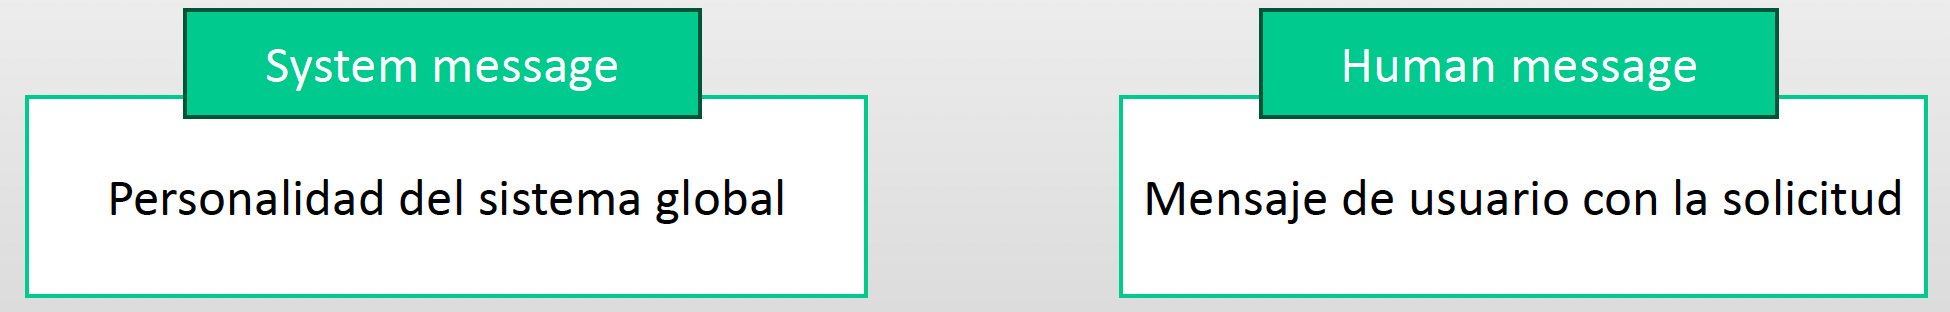 System message
Personalidad del sistema global
Human message
Mensaje de usuario con la solicitud